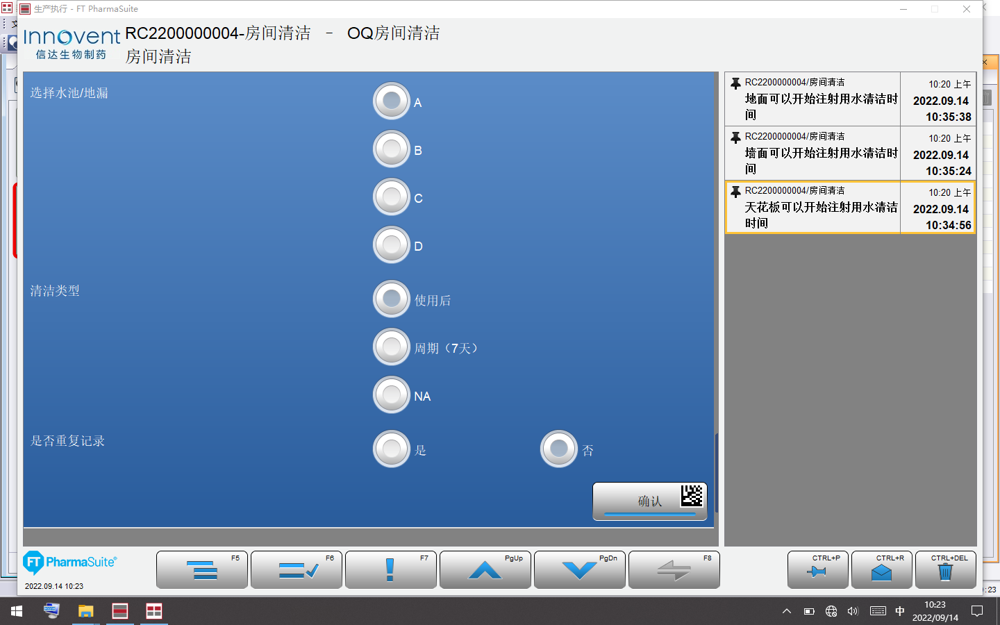 生产执行 - FT PharmaSuite
Innovent
信达生物制药
RC2200000004-房间清洁 - OQ房间清洁
房间清洁
选择水池/地漏
A
B
C
D
清洁类型
使用后
周期（7天）
NA
是否重复记录
是
否
确认
RC2200000004/房间清洁
地面可以开始注射用水清洁时
间
10:20 上午
2022.09.14
10:35:38
RC2200000004/房间清洁
墙面可以开始注射用水清洁时
间
10:20 上午
2022.09.14
10:35:24
RC2200000004/房间清洁
天花板可以开始注射用水清洁
时间
10:20 上午
2022.09.14
10:34:56
FT PharmaSuite®
2022.09.14 10:23
F5
F6
F7
PgUp
PgDn
F8
CTRL+P
CTRL+R
CTRL+DEL
:23
中
10:23
2022/09/14